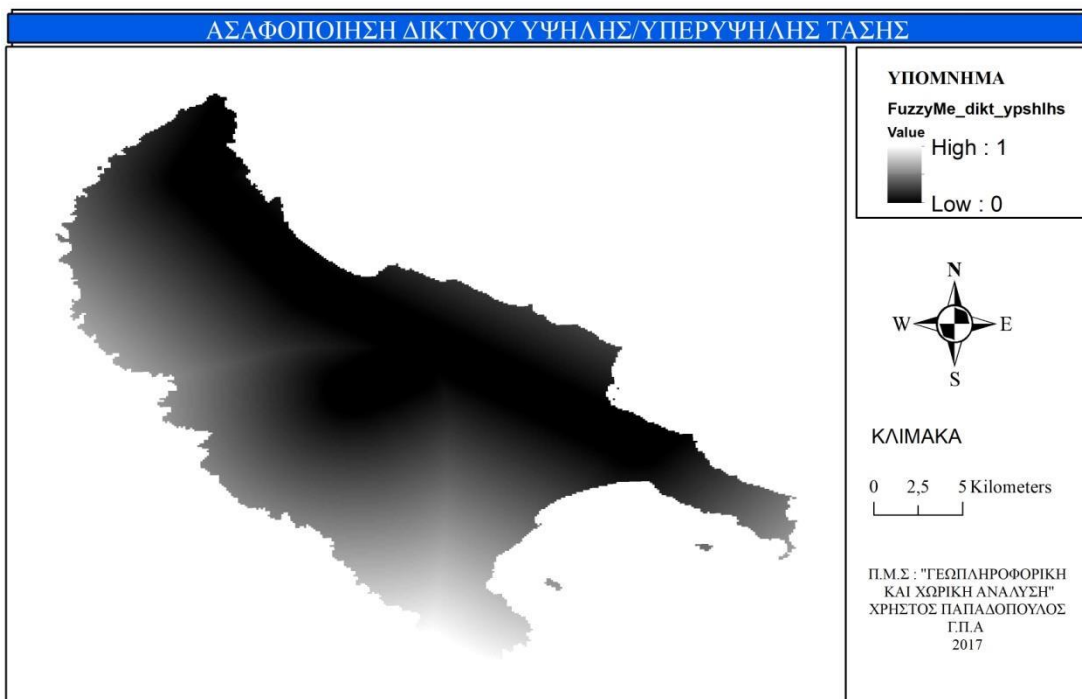 ΑΣΑΦΟΠΟΙΗΣΗ ΔΙΚΤΥΟΥ ΥΨΗΛΗΣ/ΥΠΕΡΥΨΗΛΗΣ ΤΑΣΗΣ
ΥΠΟΜΝΗΜΑ
FuzzyMe_dikt_ypshlhs
Value
High : 1
Low : 0
N
W E
S
ΚΛΙΜΑΚΑ
0 2,5 5 Kilometers
Π.Μ.Σ : "ΓΕΩΠΛΗΡΟΦΟΡΙΚΗ
ΚΑΙ ΧΩΡΙΚΗ ΑΝΑΛΥΣΗ"
ΧΡΗΣΤΟΣ ΠΑΠΑΔΟΠΟΥΛΟΣ
Γ.Π.Α
2017